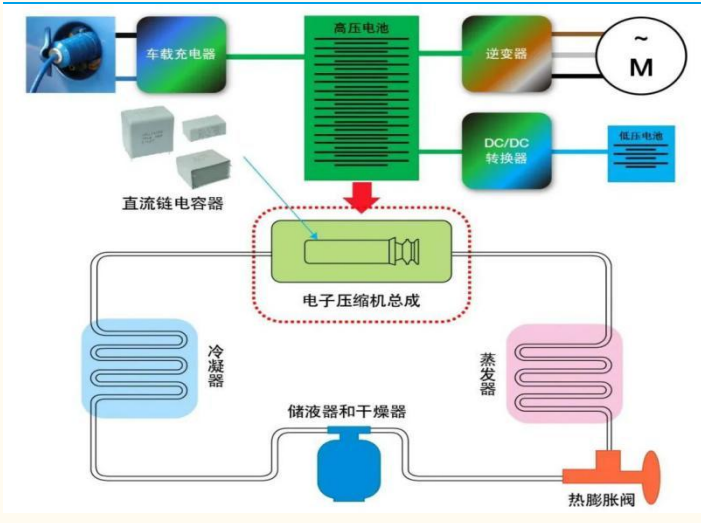 车载充电器
高压电池
逆变器
~
M
DC/DC
转换器
低压电池
直流链电容器
电子压缩机总成
冷凝器
蒸发器
储液器和干燥器
热膨胀阀